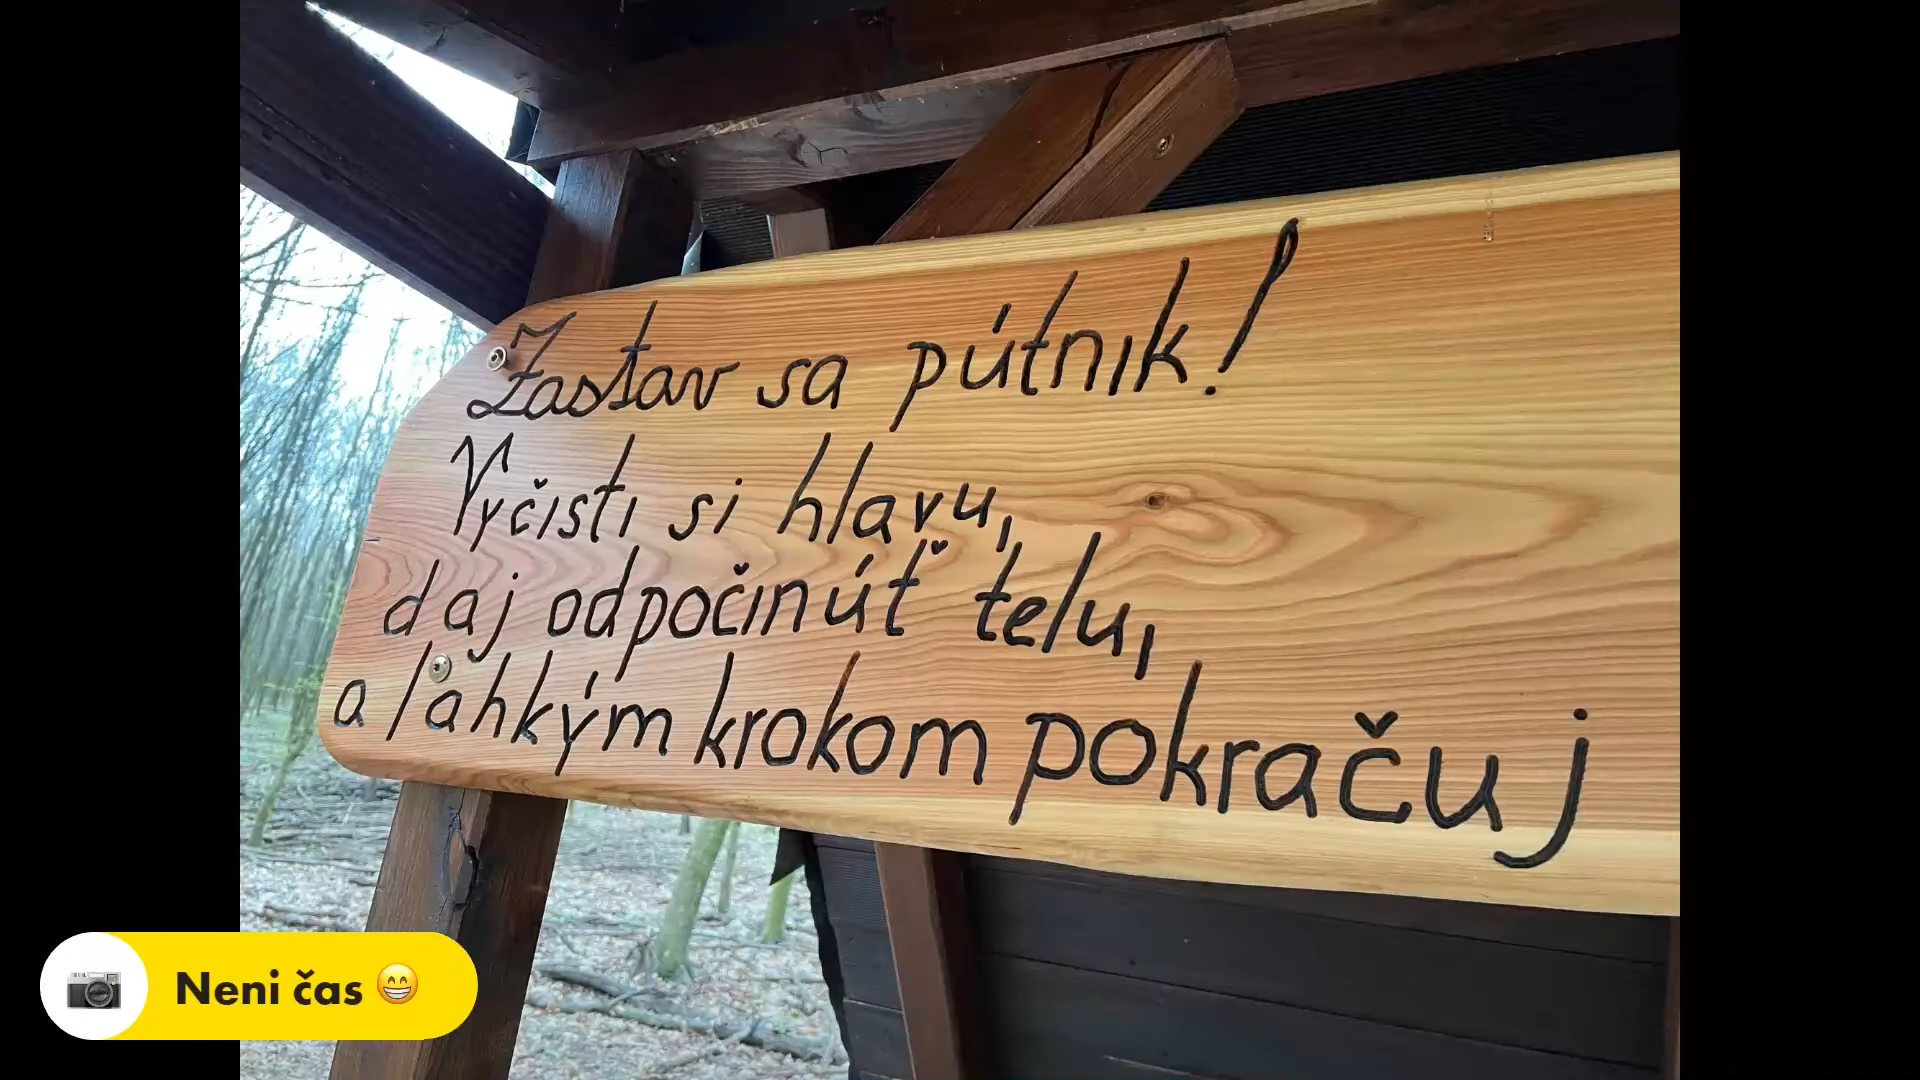 Zastav sa pútnik!
Vyčisti si hlavu,
daj odpočinúť telu,
a ľahkým krokom pokračuj
Neni čas 😁